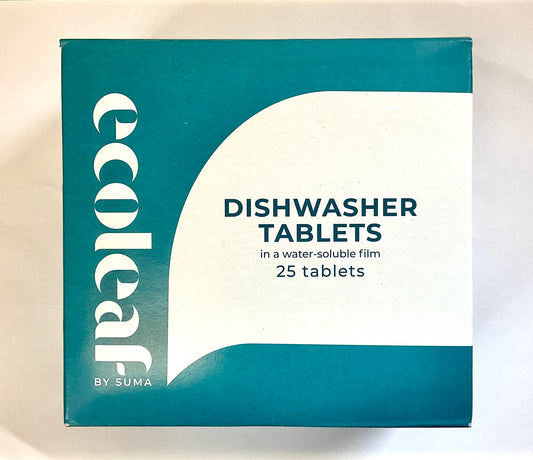 ecoleaf
BY SUMA
DISHWASHER
TABLETS
in a water-soluble film
25 tablets